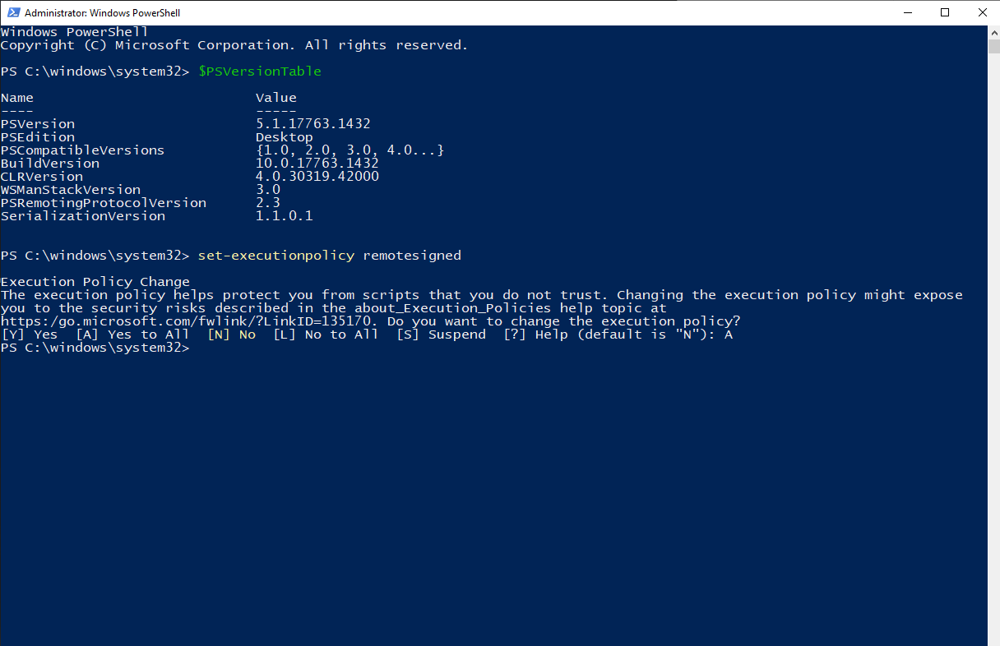 Administrator: Windows PowerShell
Windows PowerShell
Copyright (C) Microsoft Corporation. All rights reserved.
PS C:\windows\system32> $PSVersionTable
Name                           Value
----                           -----
PSVersion                      5.1.17763.1432
PSEdition                      Desktop
PSCompatibleVersions           {1.0, 2.0, 3.0, 4.0...}
BuildVersion                   10.0.17763.1432
CLRVersion                     4.0.30319.42000
WSManStackVersion              3.0
PSRemotingProtocolVersion      2.3
SerializationVersion           1.1.0.1
PS C:\windows\system32> set-executionpolicy remotesigned
Execution Policy Change
The execution policy helps protect you from scripts that you do not trust. Changing the execution policy might expose
you to the security risks described in the about_Execution_Policies help topic at
https:/go.microsoft.com/fwlink/?LinkID=135170. Do you want to change the execution policy?
[Y] Yes  [A] Yes to All  [N] No  [L] No to All  [S] Suspend  [?] Help (default is "N"): A
PS C:\windows\system32>